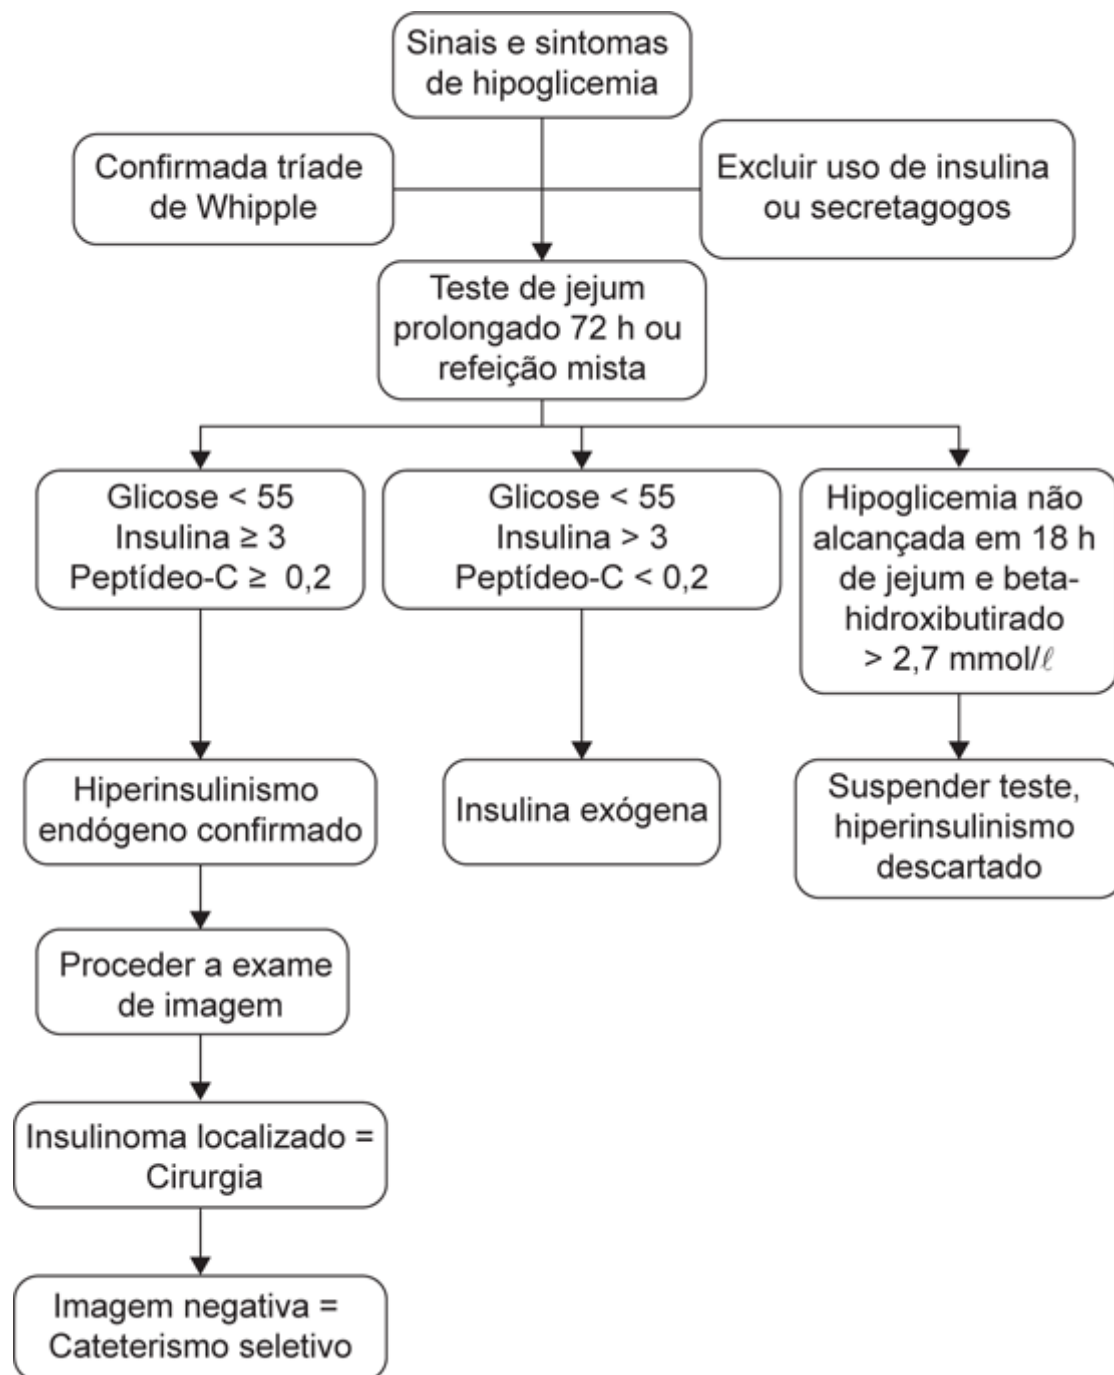 Sinais e sintomas
de hipoglicemia
Confirmada tríade
de Whipple
Excluir uso de insulina
ou secretagogos
Teste de jejum
prolongado 72 h ou
refeição mista
Glicose < 55
Insulina ≥ 3
Peptídeo-C ≥ 0,2
Glicose < 55
Insulina > 3
Peptídeo-C < 0,2
Hipoglicemia não
alcançada em 18 h
de jejum e beta-
hidroxibutirado
> 2,7 mmol/ℓ
Hiperinsulinismo
endógeno confirmado
Insulina exógena
Suspender teste,
hiperinsulinismo
descartado
Proceder a exame
de imagem
Insulinoma localizado =
Cirurgia
Imagem negativa =
Cateterismo seletivo